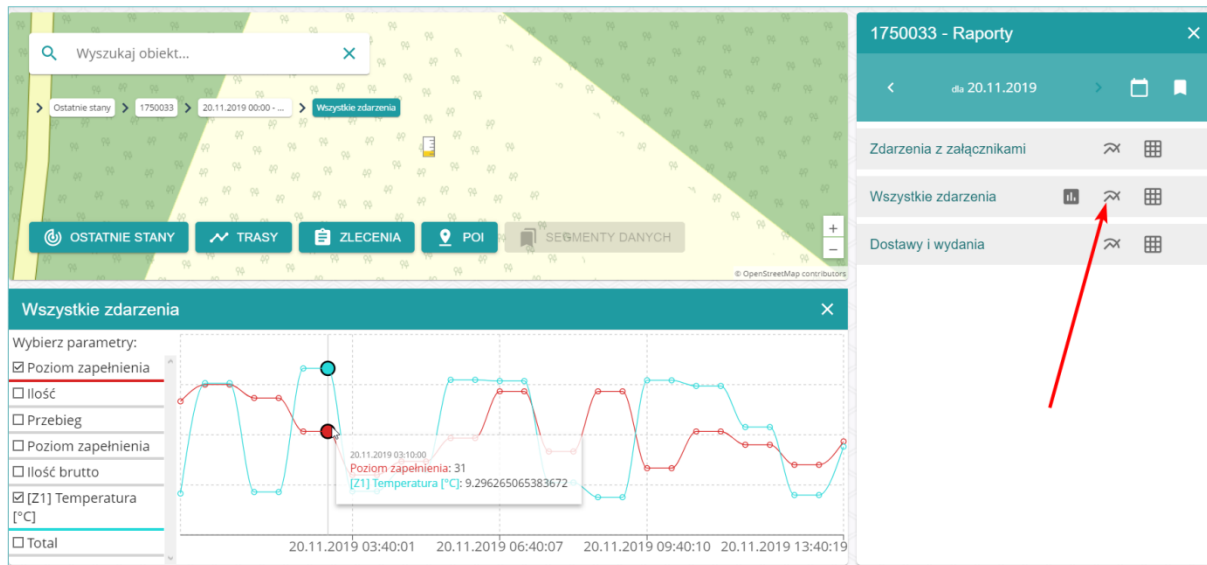 Wyszukaj obiekt...
Ostatnie stany
1750033
20.11.2019 00:00 - ...
Wszystkie zdarzenia
OSTATNIE STANY
TRASY
ZLECENIA
POI
SEGMENTY DANYCH
+
−
© OpenStreetMap contributors
1750033 - Raporty
dla 20.11.2019
Zdarzenia z załącznikami
Wszystkie zdarzenia
Dostawy i wydania
Wszystkie zdarzenia
Wybierz parametry:
Poziom zapełnienia
Ilość
Przebieg
Poziom zapełnienia
Ilość brutto
[Z1] Temperatura
[°C]
Total
20.11.2019 03:10:00
Poziom zapełnienia: 31
[Z1] Temperatura [°C]: 9.296265065383672
20.11.2019 03:40:01
20.11.2019 06:40:07
20.11.2019 09:40:10
20.11.2019 13:40:19